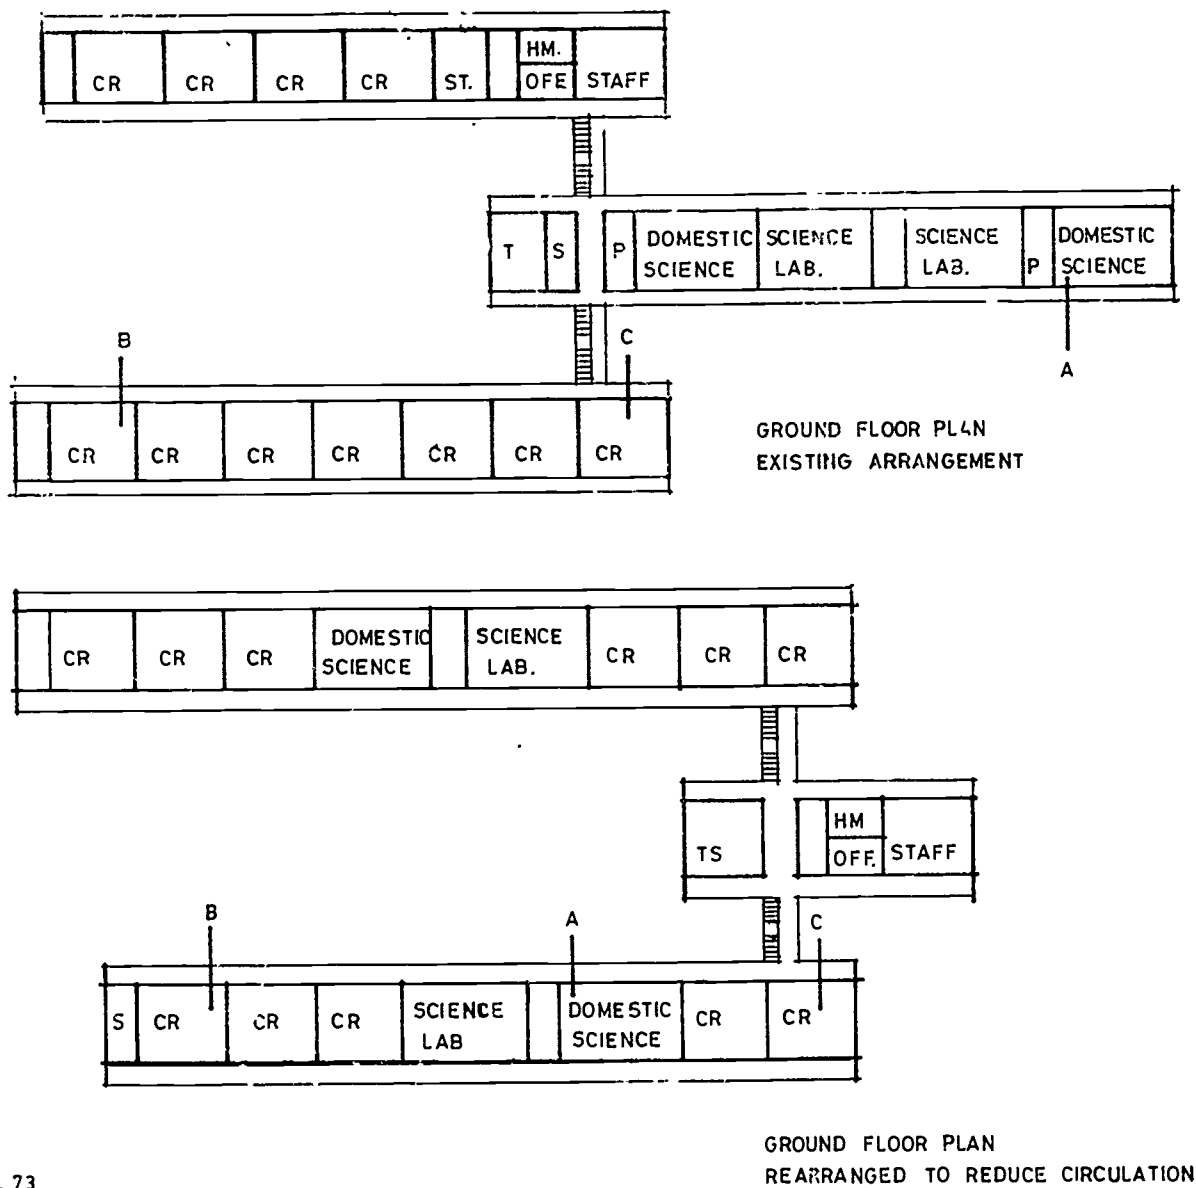 HM.
CR CR CR CR ST. OFE STAFF
T S P DOMESTIC SCIENCE SCIENCE P DOMESTIC
SCIENCE LAB. LAB. SCIENCE
B C
A
CR CR CR CR CR CR CR
GROUND FLOOR PLAN
EXISTING ARRANGEMENT
DOMESTIC SCIENCE
CR CR CR SCIENCE LAB. CR CR CR
HM
TS OFF. STAFF
B A C
S CR CR CR SCIENCE DOMESTIC CR CR
LAB SCIENCE
GROUND FLOOR PLAN
REARRANGED TO REDUCE CIRCULATION
73